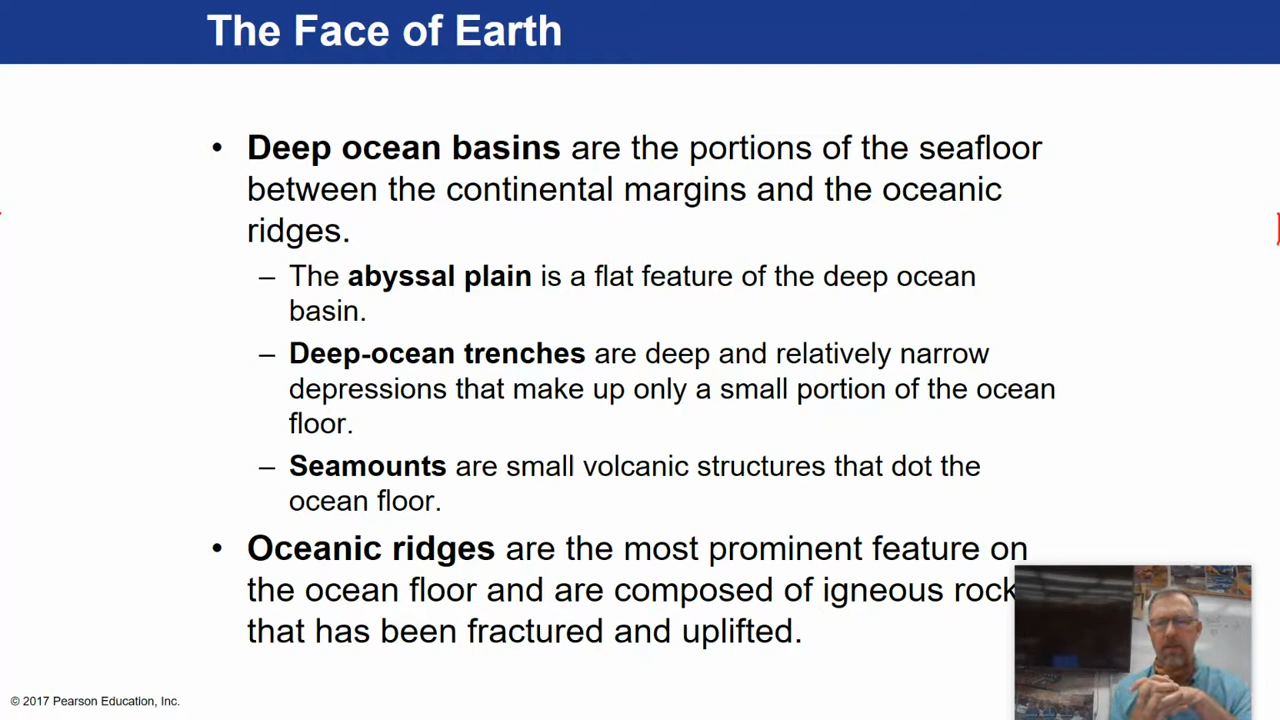 The Face of Earth
• Deep ocean basins are the portions of the seafloor
between the continental margins and the oceanic
ridges.
– The abyssal plain is a flat feature of the deep ocean
basin.
– Deep-ocean trenches are deep and relatively narrow
depressions that make up only a small portion of the ocean
floor.
– Seamounts are small volcanic structures that dot the
ocean floor.
• Oceanic ridges are the most prominent feature on
the ocean floor and are composed of igneous rock
that has been fractured and uplifted.
© 2017 Pearson Education, Inc.